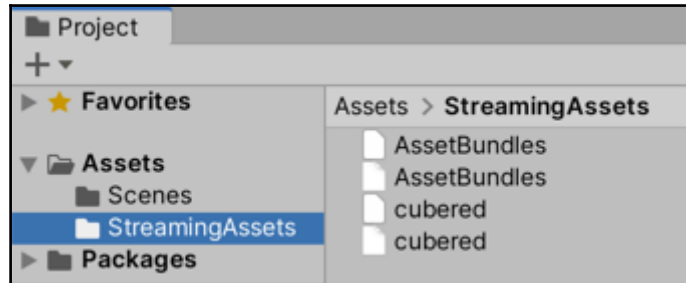 Project
Favorites
Assets
Scenes
StreamingAssets
Packages
Assets > StreamingAssets
AssetBundles
AssetBundles
cubered
cubered